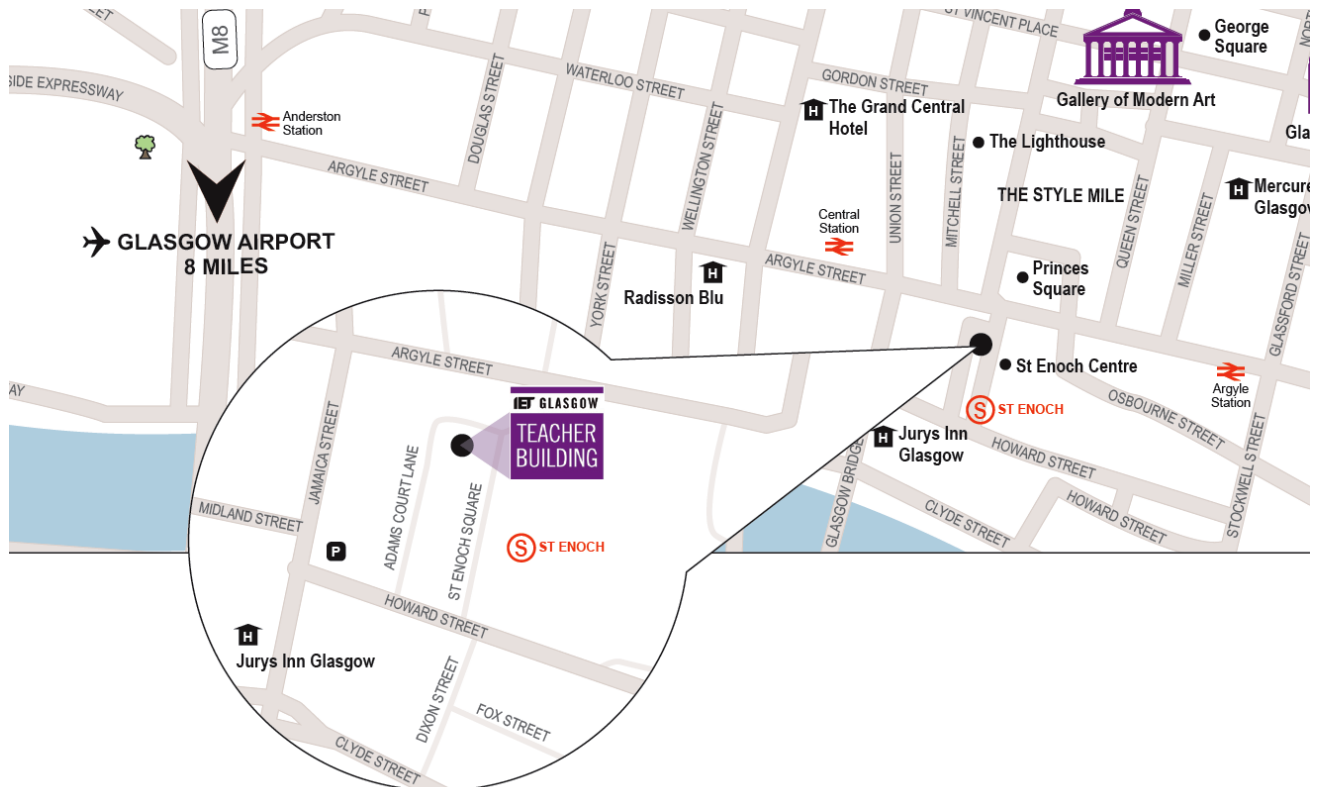 ST VINCENT PLACE
George
Square
M8
SIDE EXPRESSWAY
WATERLOO STREET
GORDON STREET
Gallery of Modern Art
DOUGLAS STREET
The Grand Central
Hotel
Anderston
Station
The Lighthouse
ARGYLE STREET
WELLINGTON STREET
UNION STREET
MITCHELL STREET
THE STYLE MILE
H
H
Mercure
Glasgow
Central
Station
QUEEN STREET
MILLER STREET
GLASGOW AIRPORT
8 MILES
YORK STREET
H
Radisson Blu
ARGYLE STREET
Princes
Square
GLASSFORD STREET
ARGYLE STREET
St Enoch Centre
Argyle
Station
IET GLASGOW
TEACHER
BUILDING
S ST ENOCH
OSBOURNE STREET
H
Jurys Inn
Glasgow
HOWARD STREET
JAMAICA STREET
ADAMS COURT LANE
ST ENOCH SQUARE
GLASGOW BRIDGE
CLYDE STREET
HOWARD STREET
STOCKWELL STREET
MIDLAND STREET
P
S ST ENOCH
HOWARD STREET
H
Jurys Inn Glasgow
DIXON STREET
FOX STREET
CLYDE STREET